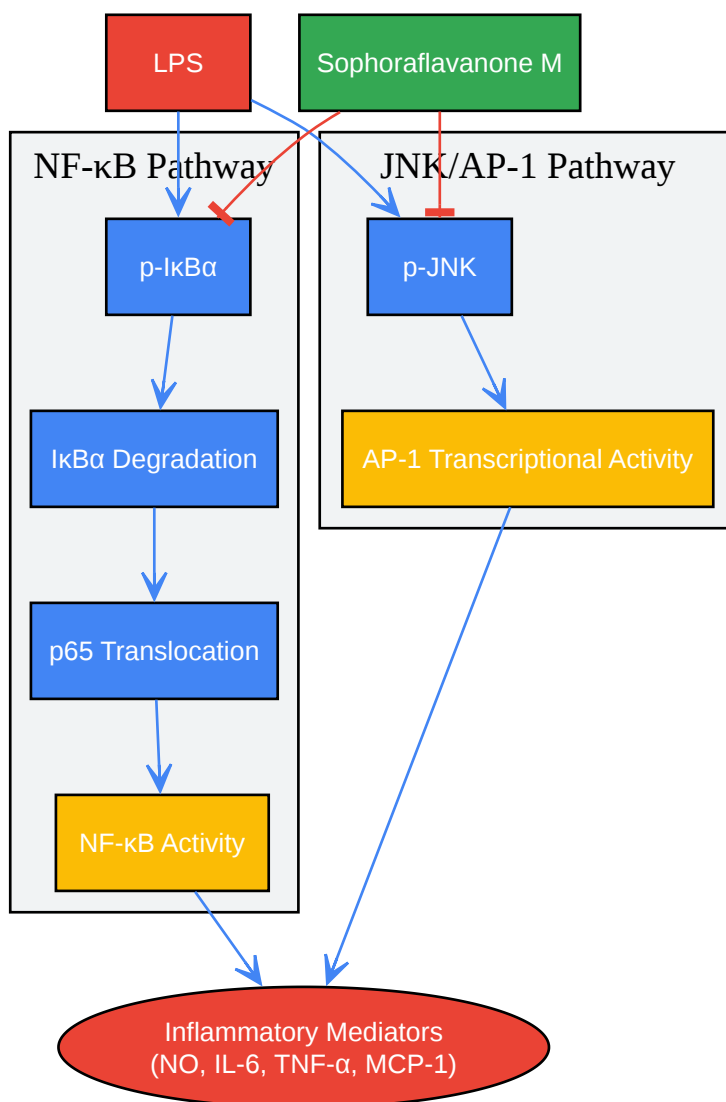 LPS
Sophoraflavanone M
NF-κB Pathway
JNK/AP-1 Pathway
p-IκBα
p-JNK
IκBα Degradation
AP-1 Transcriptional Activity
p65 Translocation
NF-κB Activity
Inflammatory Mediators
(NO, IL-6, TNF-α, MCP-1)